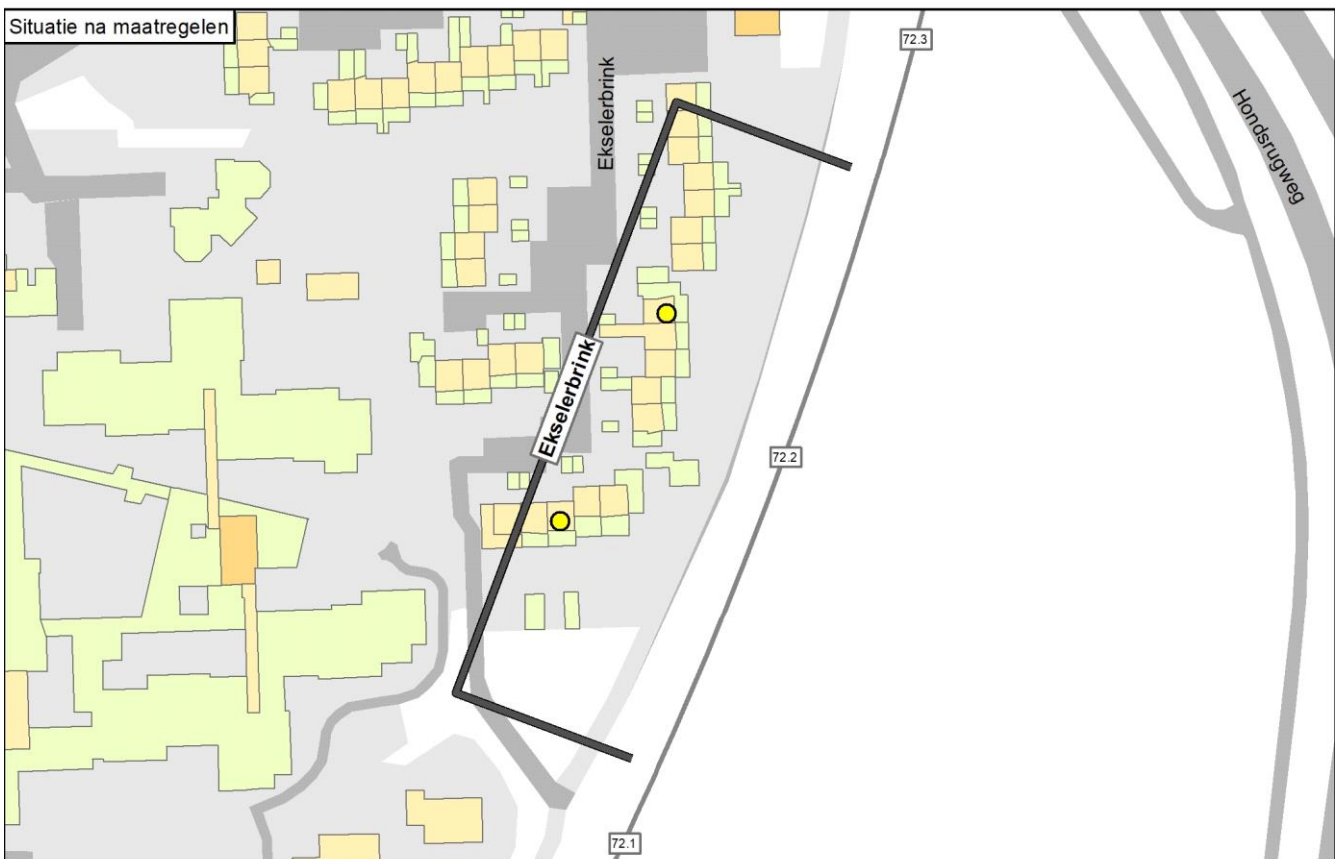 Situatie na maatregelen
72.3
Ekselerbrink
Hondsrugweg
Ekselerbrink
72.2
72.1